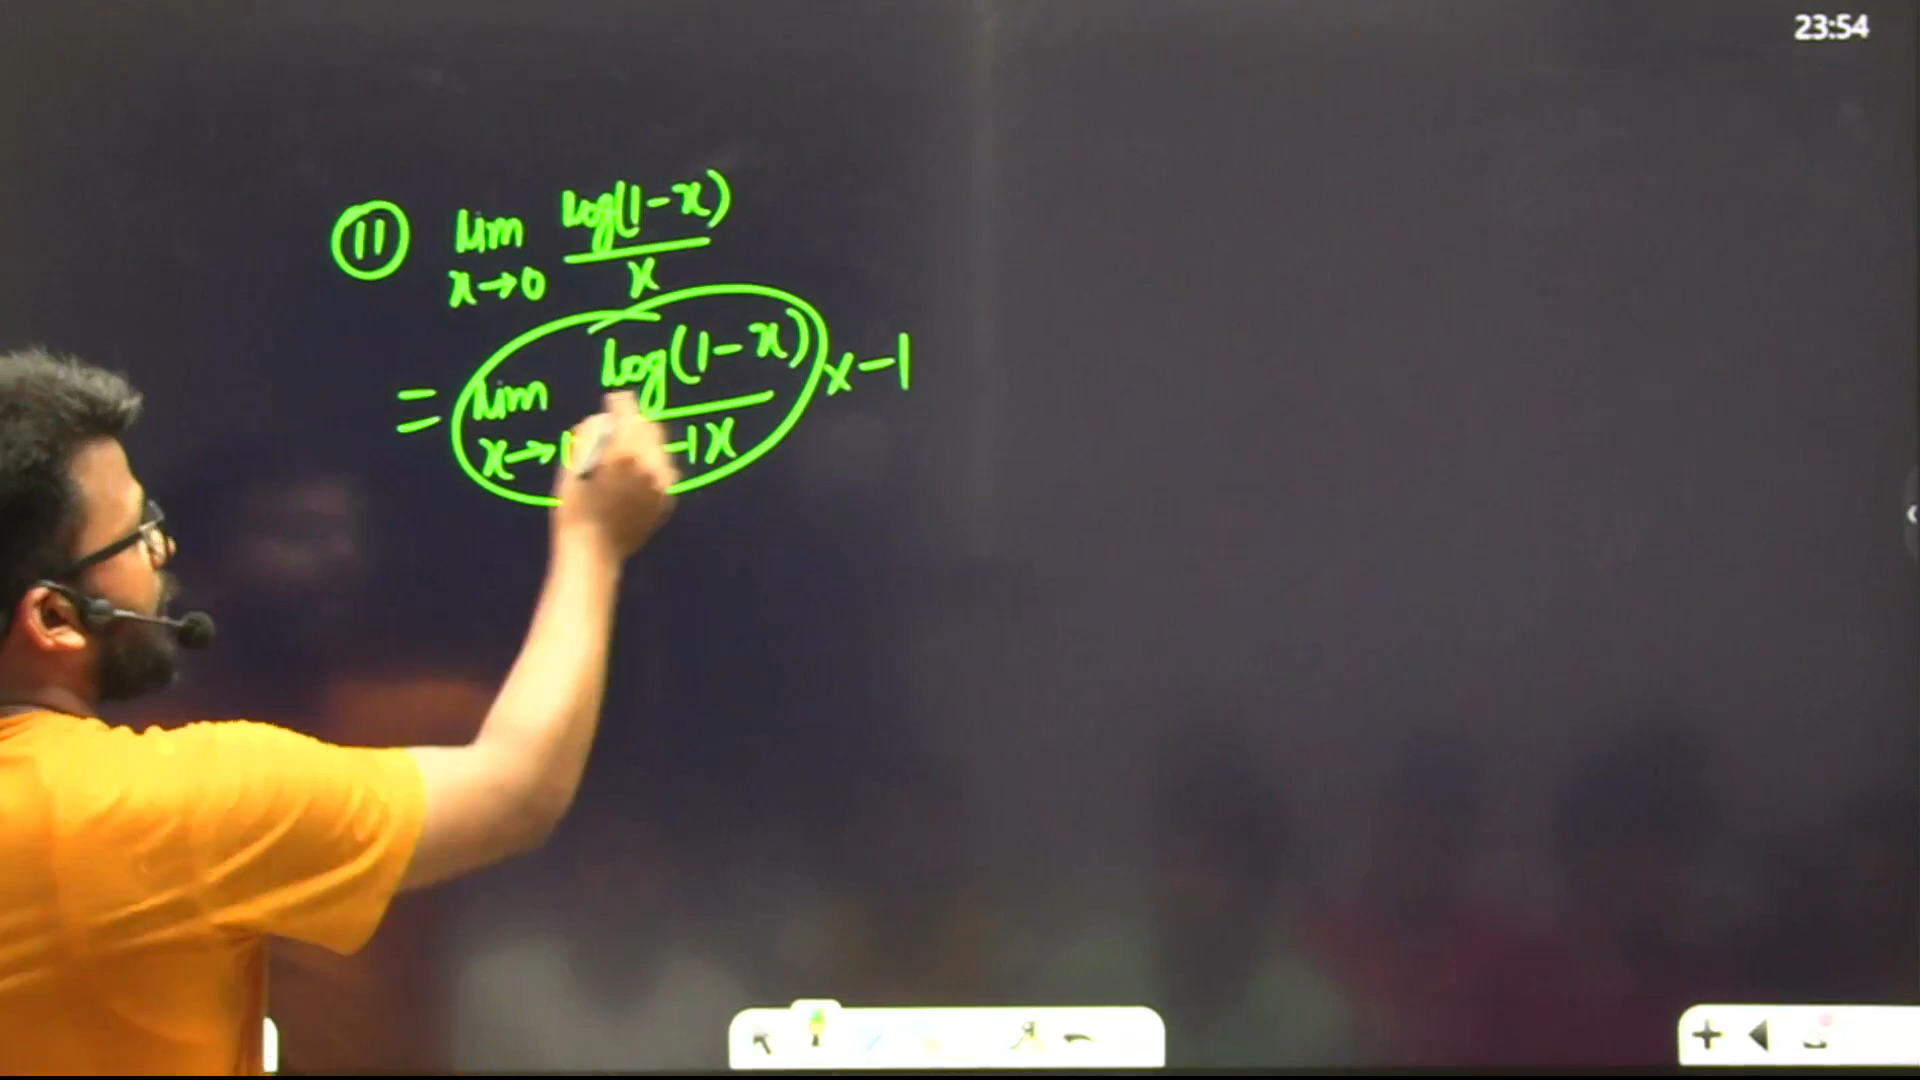 23:54
⑪ lim log(1-x)
x→0 x
= lim log(1-x) x-1
x→ -1x